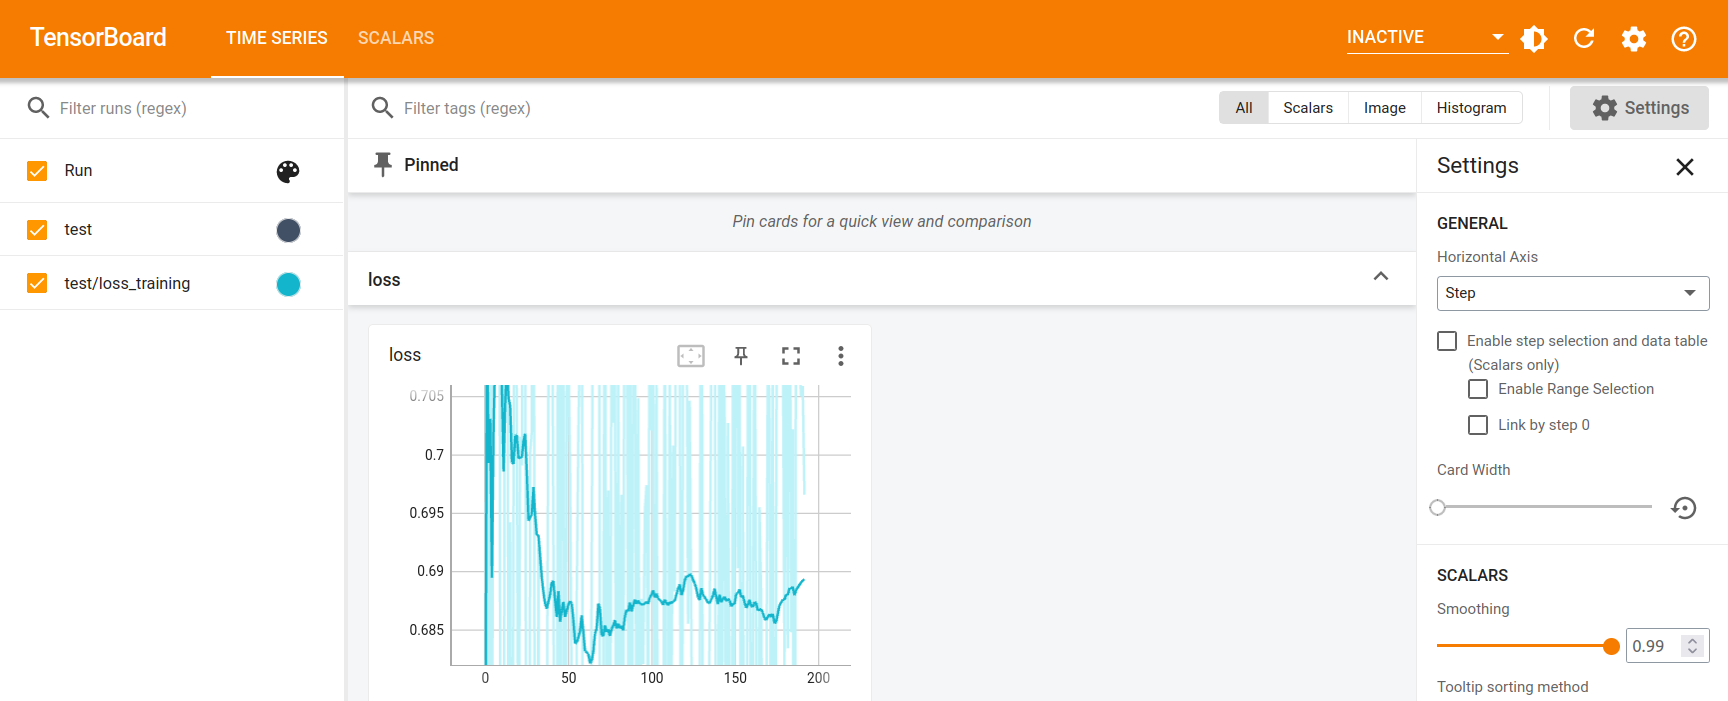 TensorBoard TIME SERIES SCALARS INACTIVE
Filter runs (regex)
Filter tags (regex)
All Scalars Image Histogram
Settings
Run
test
test/loss_training
Pinned
Pin cards for a quick view and comparison
loss
loss
0.705
0.7
0.695
0.69
0.685
0 50 100 150 200
Settings
GENERAL
Horizontal Axis
Step
Enable step selection and data table
(Scalars only)
Enable Range Selection
Link by step 0
Card Width
SCALARS
Smoothing
0.99
Tooltip sorting method